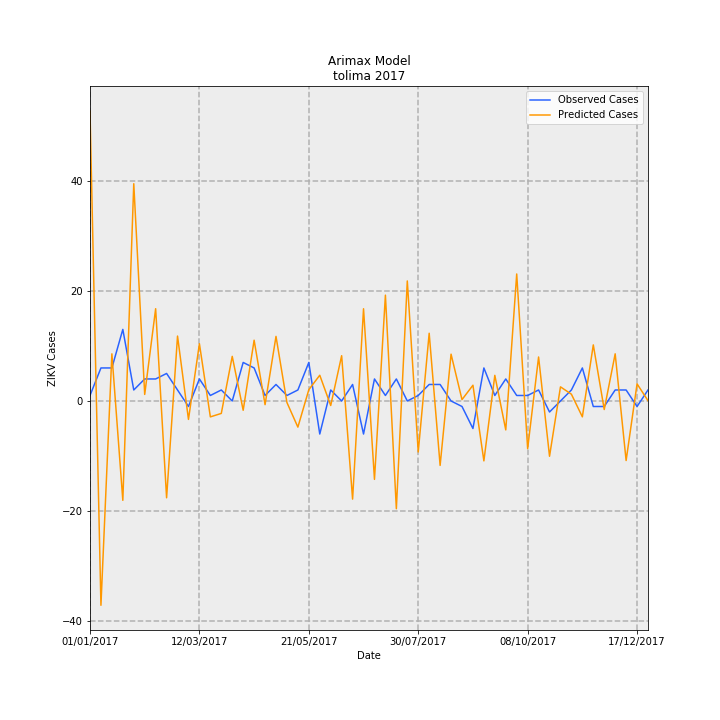 Arimax Model
tolima 2017
Observed Cases
Predicted Cases
ZIKV Cases
40
20
0
−20
−40
01/01/2017
12/03/2017
21/05/2017
30/07/2017
08/10/2017
17/12/2017
Date